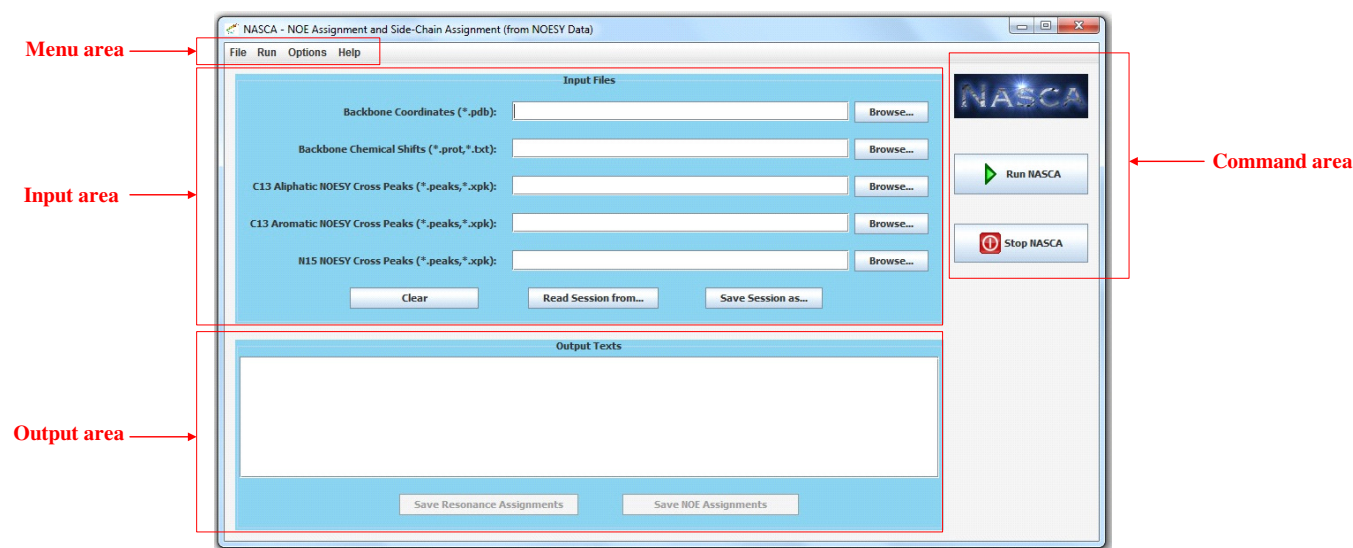 NASCA - NOE Assignment and Side-Chain Assignment (from NOESY Data)
Menu area
File Run Options Help
Input Files
NASCA
Backbone Coordinates (*.pdb):
Browse...
Backbone Chemical Shifts (*.prot,*.txt):
Browse...
Command area
Run NASCA
Input area
C13 Aliphatic NOESY Cross Peaks (*.peaks,*.xpk):
Browse...
C13 Aromatic NOESY Cross Peaks (*.peaks,*.xpk):
Browse...
Stop NASCA
N15 NOESY Cross Peaks (*.peaks,*.xpk):
Browse...
Clear
Read Session from...
Save Session as...
Output Texts
Output area
Save Resonance Assignments
Save NOE Assignments